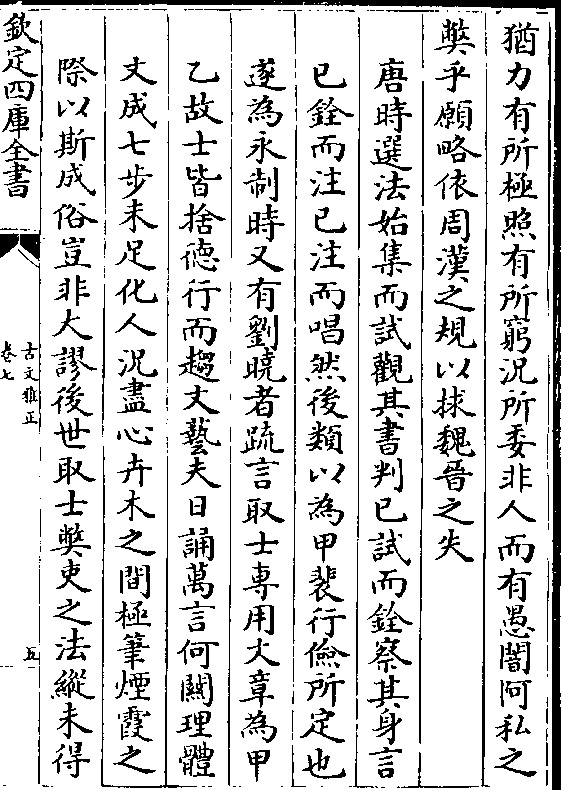 猶力有所極照有所窮況所委非人而有愚闇阿私之
弊乎願略依周漢之規以捄魏晉之失
唐時選法始集而試觀其書判已試而銓察其身言
已銓而注已注而唱然後類以為甲裴行儉所定也
遂為永制時又有劉曉者疏言取士專用文章為甲
乙故士皆捨德行而趨文藝夫日誦萬言何關理體
文成七步未足化人況盡心卉木之間極筆煙霞之
際以斯成俗豈非大謬後世取士弊吏之法縱未得
欽定四庫全書
古文雅正
卷七
五